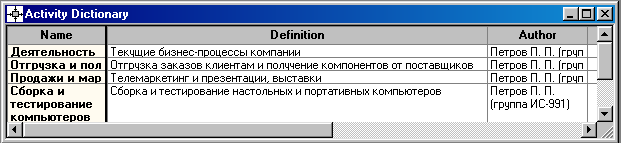 Activity Dictionary
Name Definition Author
Деятельность Текущие бизнес-процессы компании Петров П. П. (груп
Отгрузка и пол Отгрузка заказов клиентам и получение компонентов от поставщиков Петров П. П. (груп
Продажи и мар Телемаркетинг и презентации, выставки Петров П. П. (груп
Сборка и Сборка и тестирование настольных и портативных компьютеров Петров П. П.
тестирование (группа ИС-991)
компьютеров